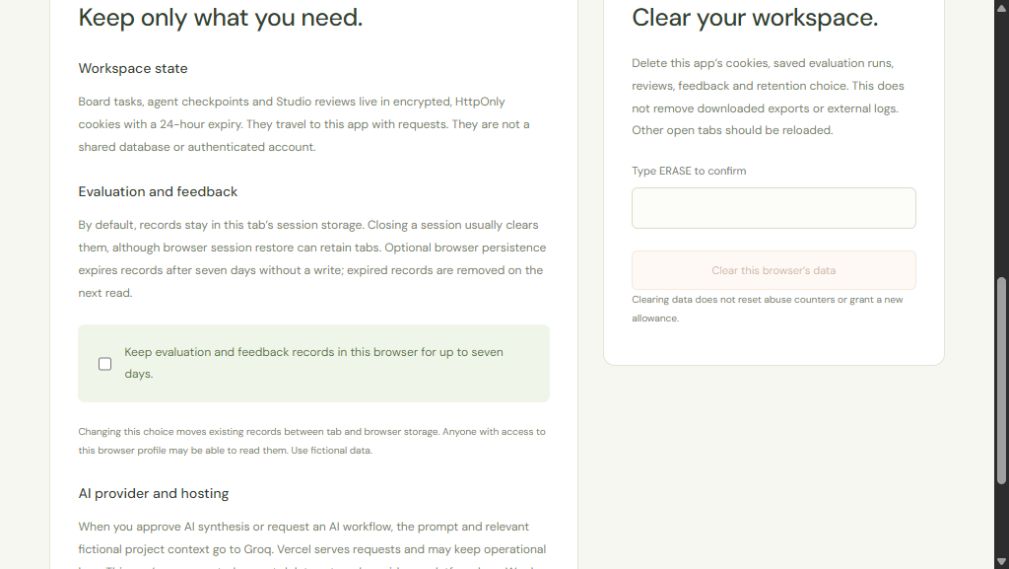 Keep only what you need.
Workspace state
Board tasks, agent checkpoints and Studio reviews live in encrypted, HttpOnly
cookies with a 24-hour expiry. They travel to this app with requests. They are not a
shared database or authenticated account.
Evaluation and feedback
By default, records stay in this tab's session storage. Closing a session usually clears
them, although browser session restore can retain tabs. Optional browser persistence
expires records after seven days without a write; expired records are removed on the
next read.
Keep evaluation and feedback records in this browser for up to seven
days.
Changing this choice moves existing records between tab and browser storage. Anyone with access to
this browser profile may be able to read them. Use fictional data.
AI provider and hosting
When you approve AI synthesis or request an AI workflow, the prompt and relevant
fictional project context go to Groq. Vercel serves requests and may keep operational
Clear your workspace.
Delete this app's cookies, saved evaluation runs,
reviews, feedback and retention choice. This does
not remove downloaded exports or external logs.
Other open tabs should be reloaded.
Type ERASE to confirm
Clear this browser's data
Clearing data does not reset abuse counters or grant a new
allowance.